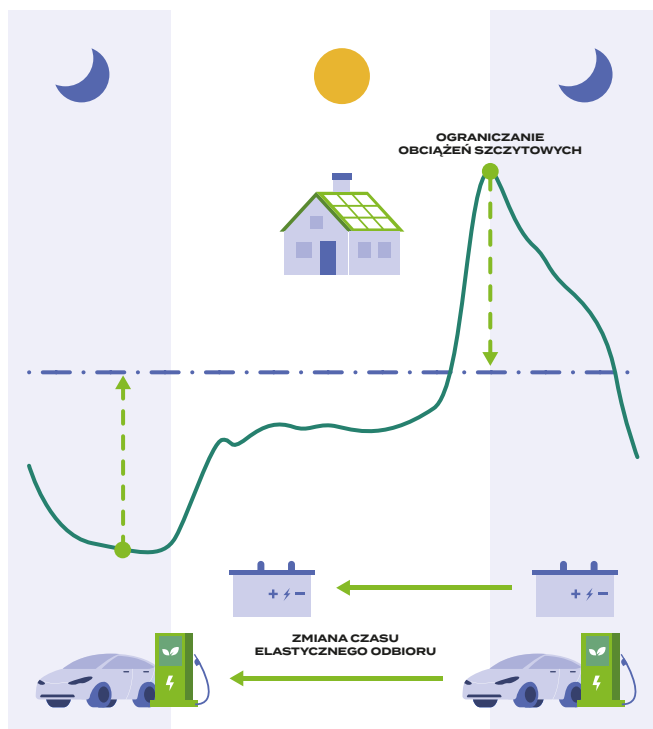 OGRANICZANIE
OBCIĄŻEŃ SZCZYTOWYCH
ZMIANA CZASU
ELASTYCZNEGO ODBIORU